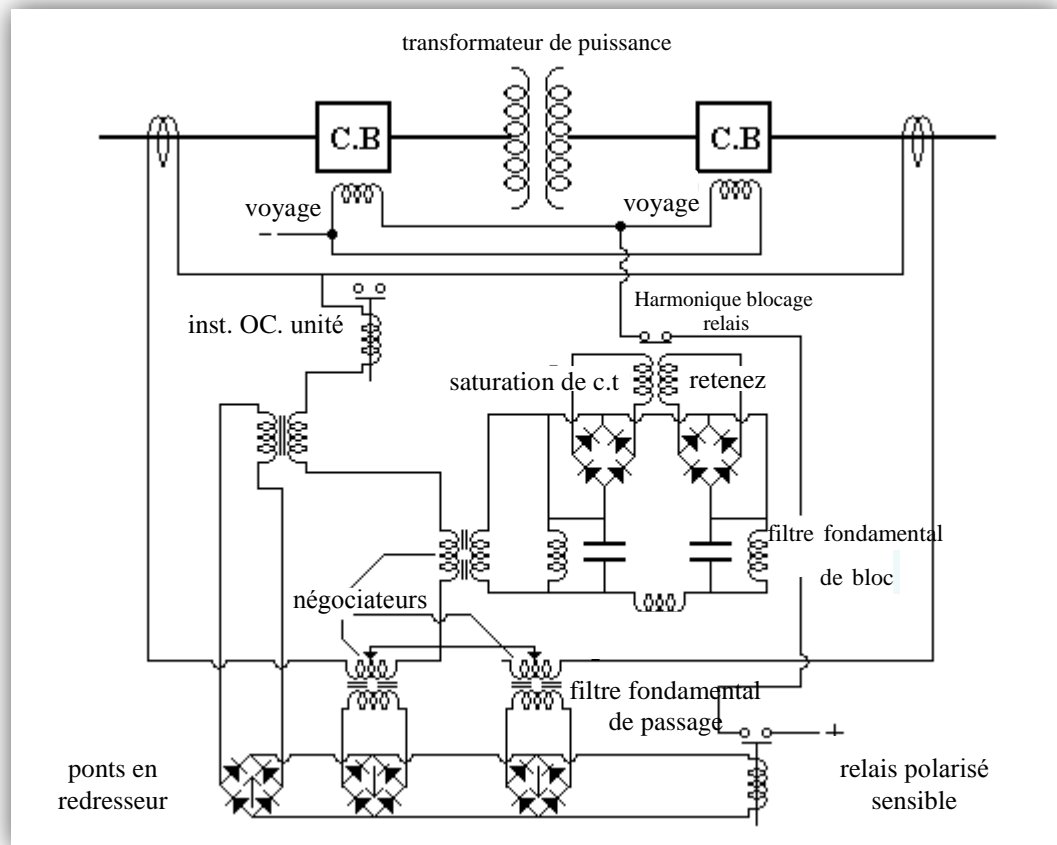 transformateur de puissance
C.B
C.B
voyage
voyage
Harmonique blocage
relais
inst. OC. unité
saturation de c.t
retenez
filtre fondamental
de bloc
négociateurs
filtre fondamental
de passage
ponts en
redresseur
relais polarisé
sensible